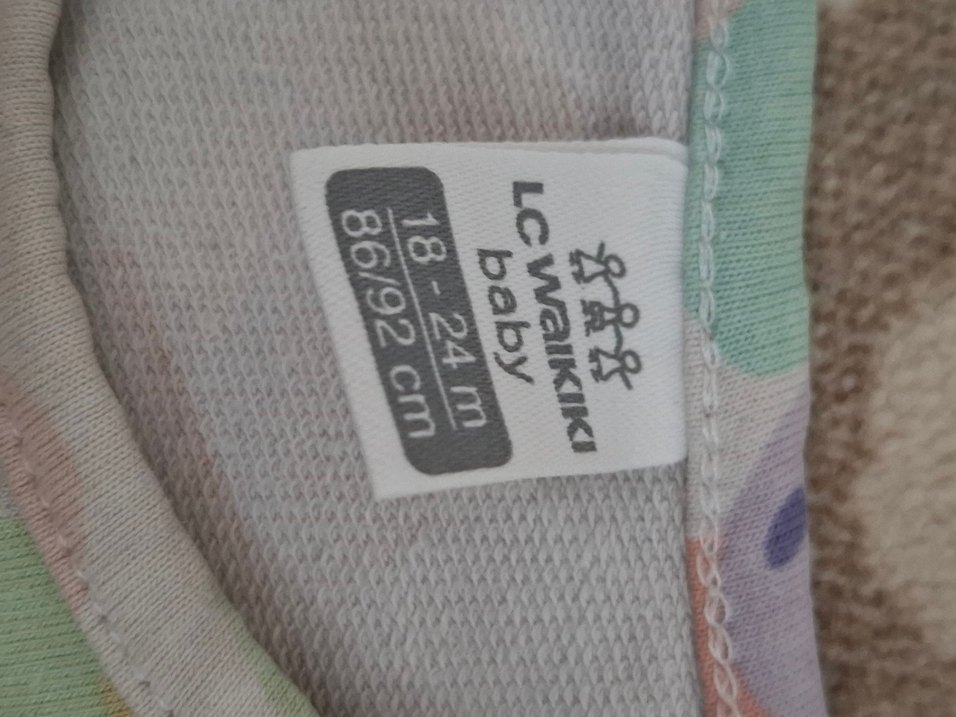 LC WAIKIKI
baby
18 - 24 m
86/92 cm